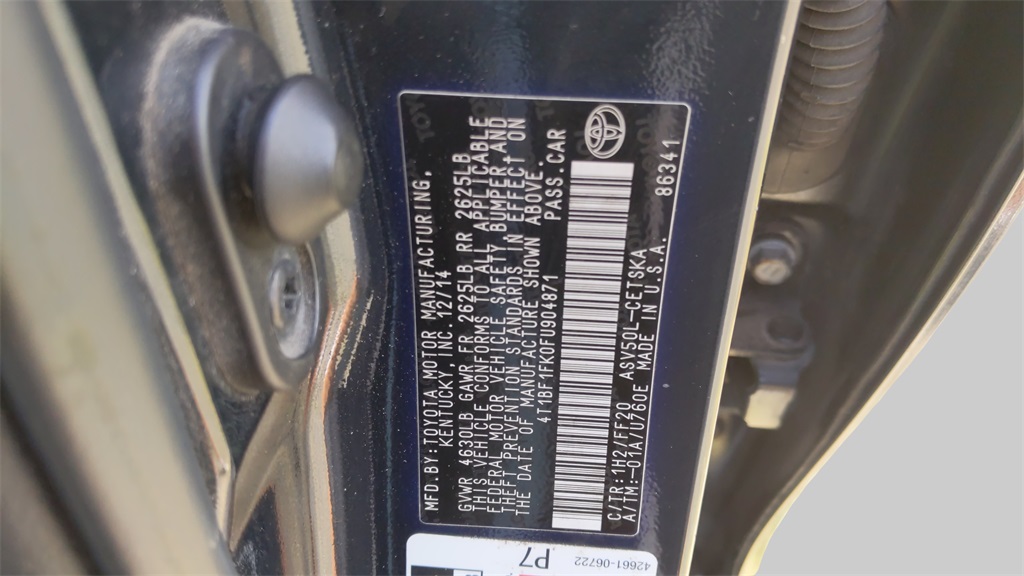 MFD.BY:TOYOTA MOTOR MANUFACTURING,
KENTUCKY, INC. 12/14
GVWR 4630LB GAWR FR 2625LB RR 2625LB
THIS VEHICLE CONFORMS TO ALL APPLICABLE
FEDERAL MOTOR VEHICLE SAFETY, BUMPER, AND
THEFT PREVENTION STANDARDS IN EFFECT ON
THE DATE OF MANUFACTURE SHOWN ABOVE.
4T1BF1FK0FU904871 PASS.CAR
C/TR:1H2/FF20 ASV50L-CETSKA
A/TM:-01A/U760E MADE IN U.S.A. 86341
42661-06722
P7